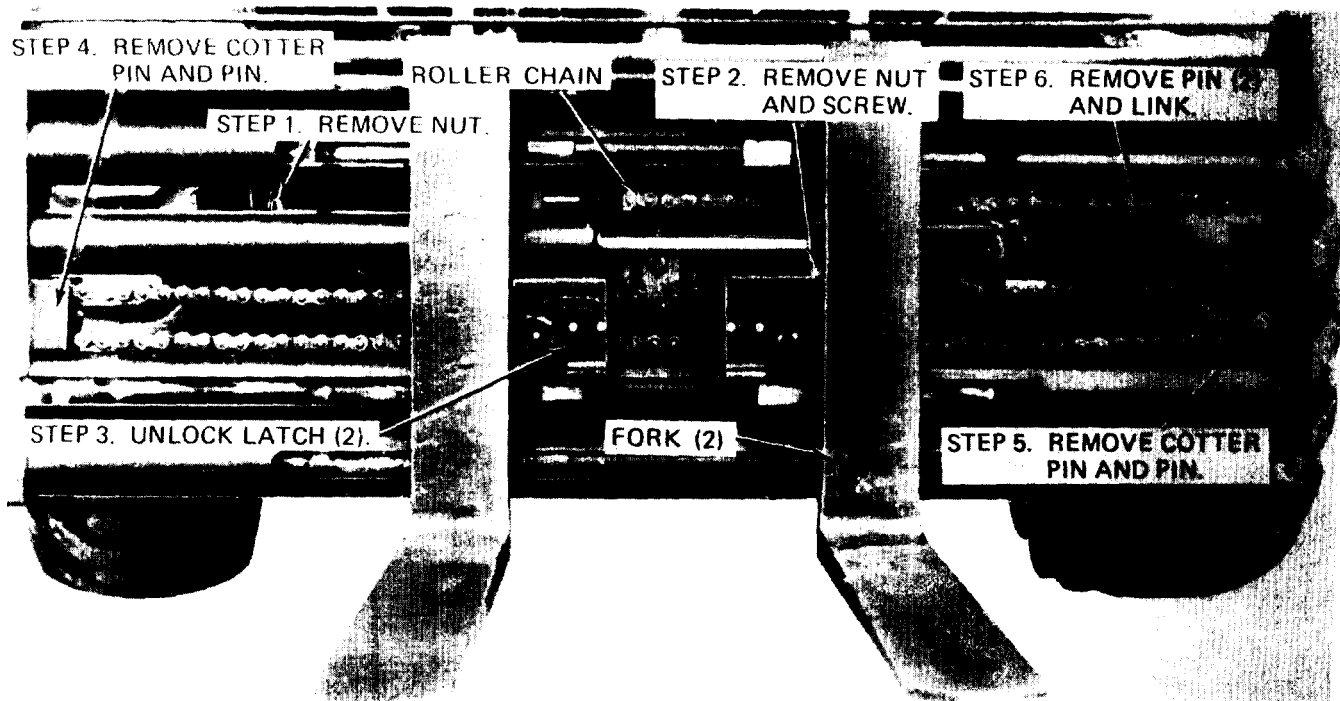 STEP 4. REMOVE COTTER
PIN AND PIN.
STEP 1. REMOVE NUT.
ROLLER CHAIN
STEP 2. REMOVE NUT
AND SCREW.
STEP 6. REMOVE PIN (2)
AND LINK.
STEP 3. UNLOCK LATCH (2).
FORK (2)
STEP 5. REMOVE COTTER
PIN AND PIN.